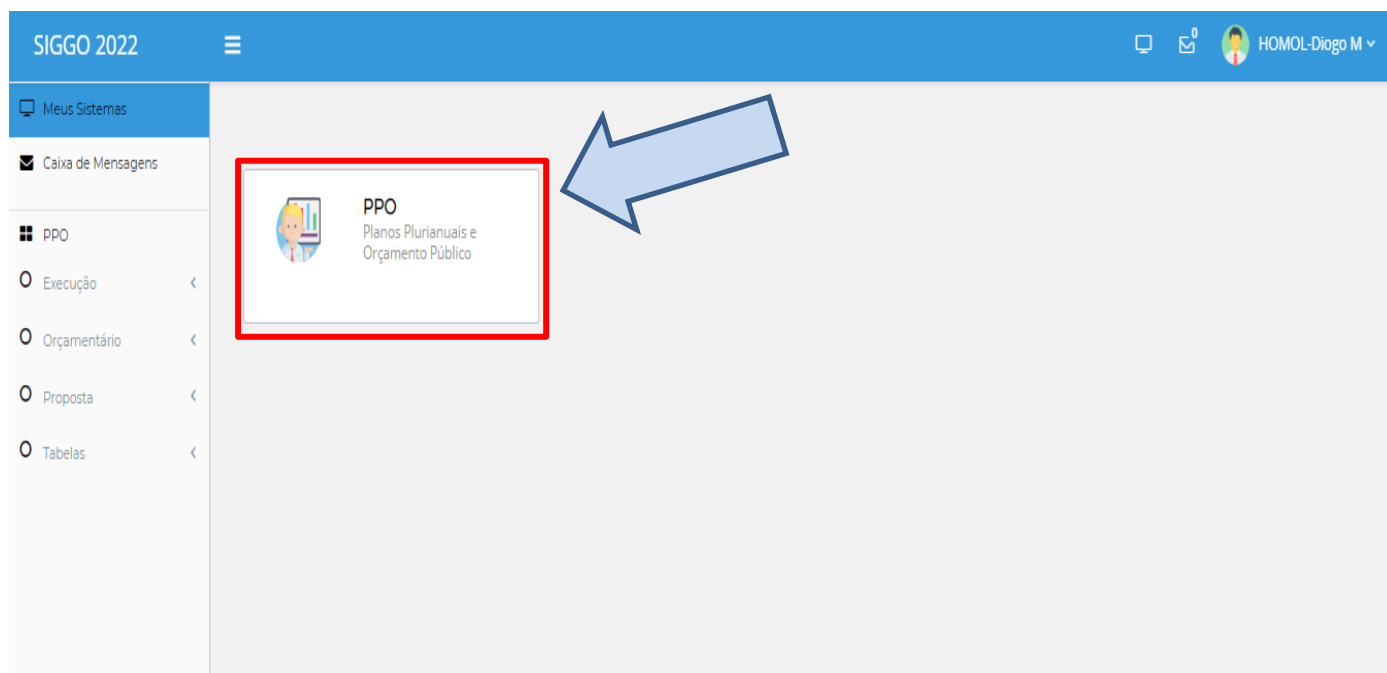 SIGGO 2022
0
HOMOL-Diogo M
Meus Sistemas
Caixa de Mensagens
PPO
Execução
Orçamentário
Proposta
Tabelas
PPO
Planos Plurianuais e
Orçamento Público